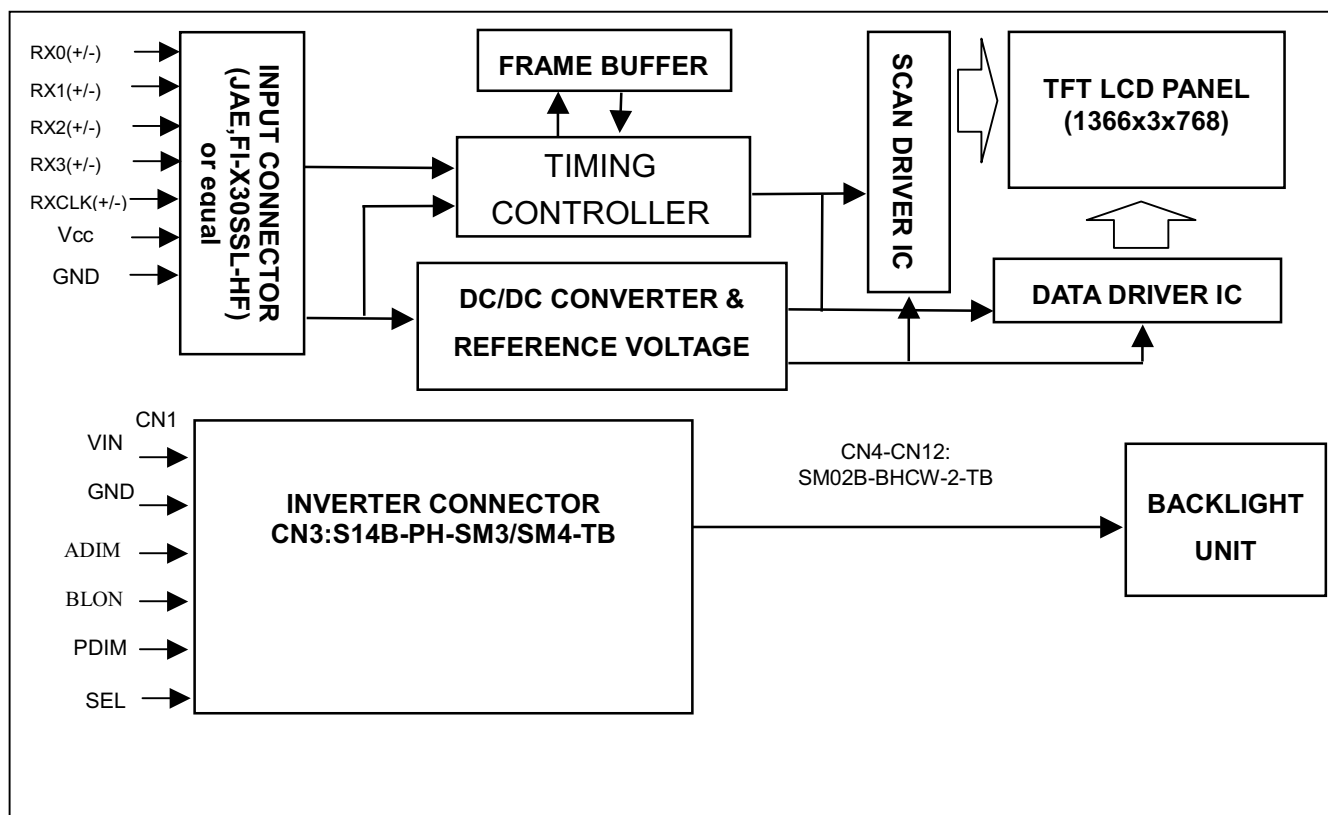 RX0(+/-)
RX1(+/-)
RX2(+/-)
RX3(+/-)
RXCLK(+/-)
Vcc
GND
INPUT CONNECTOR
(JAE,FI-X30SSL-HF)
or equal
FRAME BUFFER
TIMING
CONTROLLER
DC/DC CONVERTER &
REFERENCE VOLTAGE
SCAN DRIVER IC
TFT LCD PANEL
(1366x3x768)
DATA DRIVER IC
CN1
VIN
GND
ADIM
BLON
PDIM
SEL
INVERTER CONNECTOR
CN3:S14B-PH-SM3/SM4-TB
CN4-CN12:
SM02B-BHCW-2-TB
BACKLIGHT
UNIT